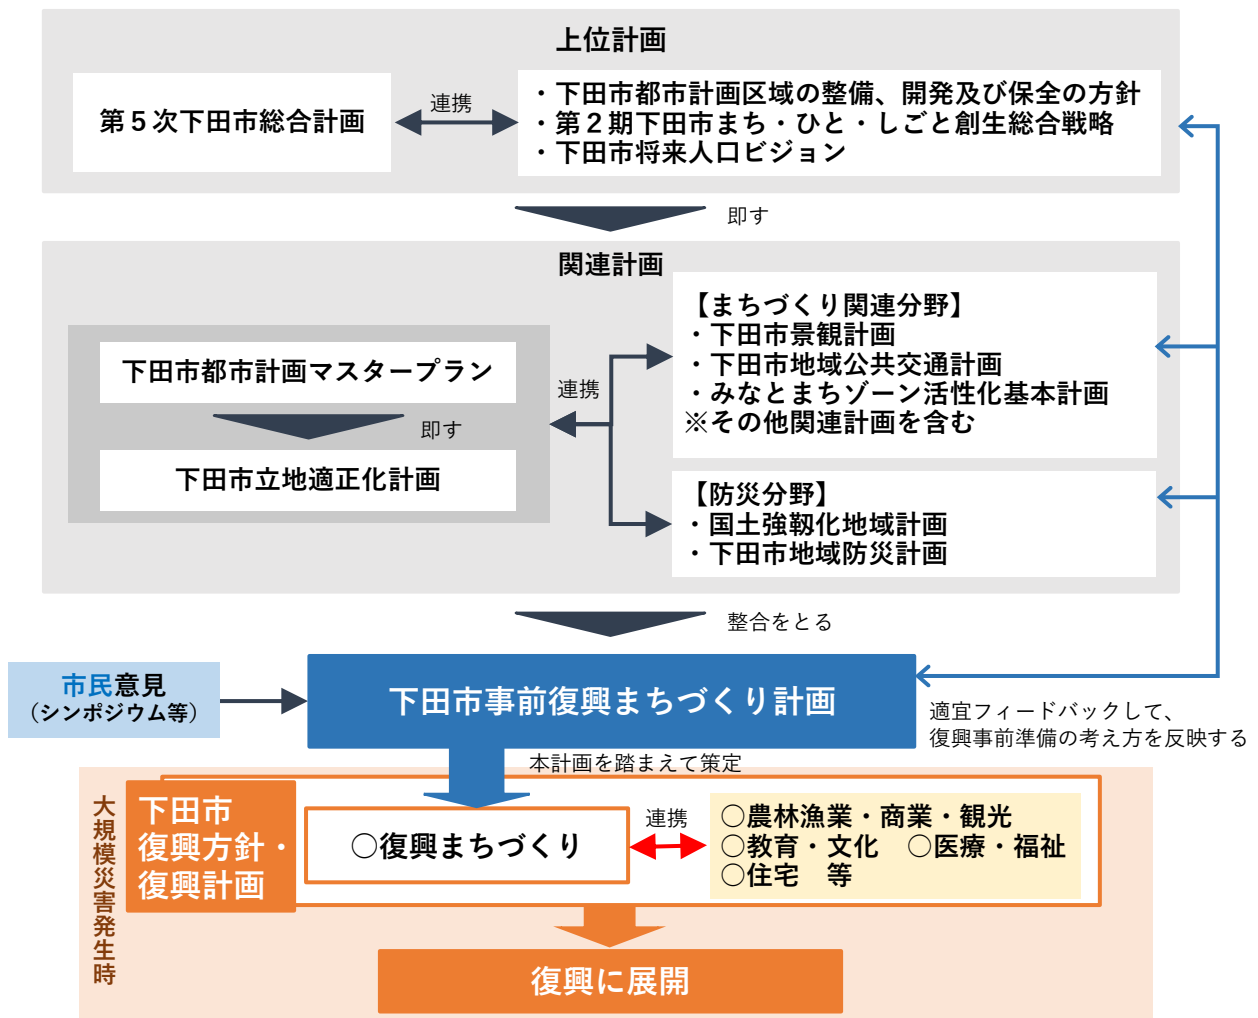 上位計画
第５次下田市総合計画
連携
・下田市都市計画区域の整備、開発及び保全の方針
・第２期下田市まち・ひと・しごと創生総合戦略
・下田市将来人口ビジョン
即す
関連計画
下田市都市計画マスタープラン
即す
下田市立地適正化計画
連携
【まちづくり関連分野】
・下田市景観計画
・下田市地域公共交通計画
・みなとまちゾーン活性化基本計画
※その他関連計画を含む
【防災分野】
・国土強靱化地域計画
・下田市地域防災計画
整合をとる
市民意見
（シンポジウム等）
下田市事前復興まちづくり計画
適宜フィードバックして、
復興事前準備の考え方を反映する
本計画を踏まえて策定
大規模災害発生時
下田市
復興方針・
復興計画
○復興まちづくり
連携
○農林漁業・商業・観光
○教育・文化　○医療・福祉
○住宅　等
復興に展開